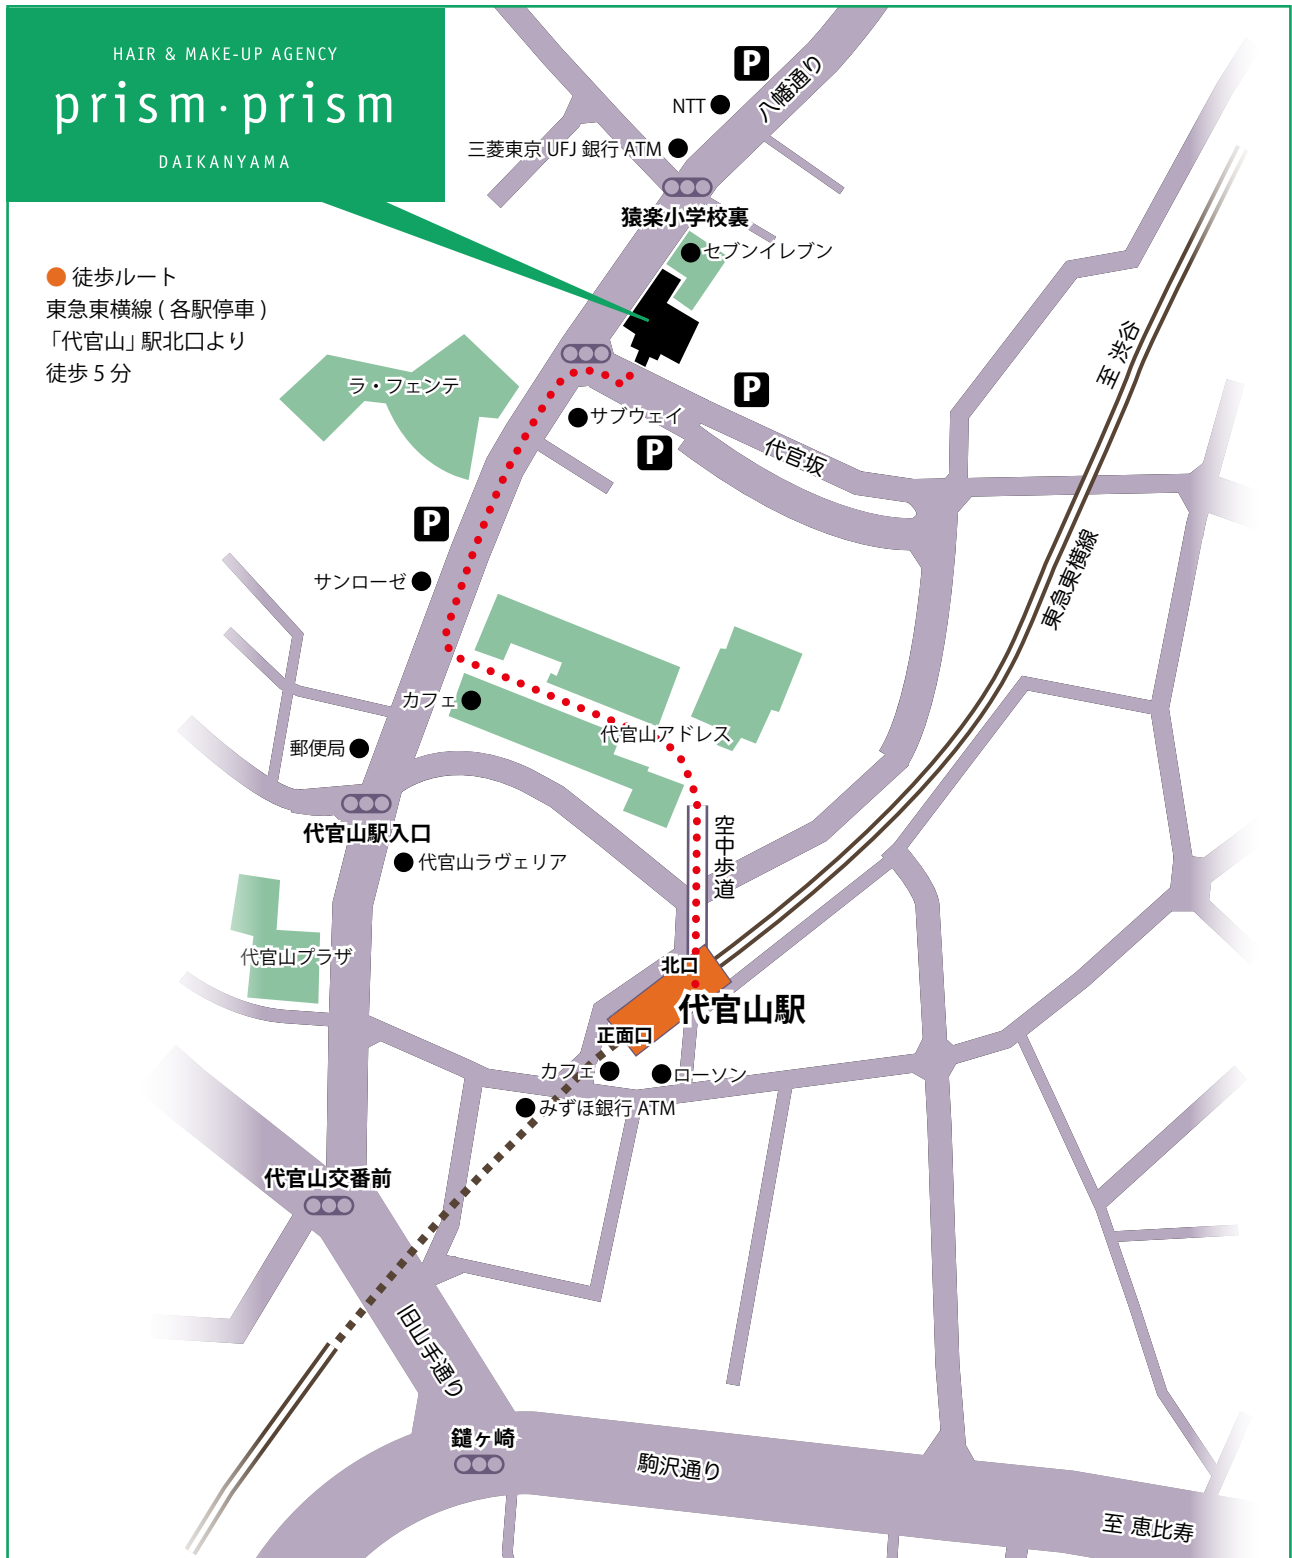 HAIR & MAKE-UP AGENCY
prism・prism
DAIKANYAMA
徒歩ルート
東急東横線 ( 各駅停車 )
「代官山」駅北口より
徒歩 5 分
P
NTT
八幡通り
三菱東京 UFJ 銀行 ATM
猿楽小学校裏
セブンイレブン
至 渋谷
ラ・フェンテ
P
サブウェイ
P
代官坂
P
サンローゼ
東急東横線
カフェ
代官山アドレス
郵便局
代官山駅入口
空中歩道
代官山ラヴェリア
代官山プラザ
北口
代官山駅
正面口
カフェ
ローソン
みずほ銀行 ATM
代官山交番前
旧山手通り
鑓ヶ崎
駒沢通り
至 恵比寿